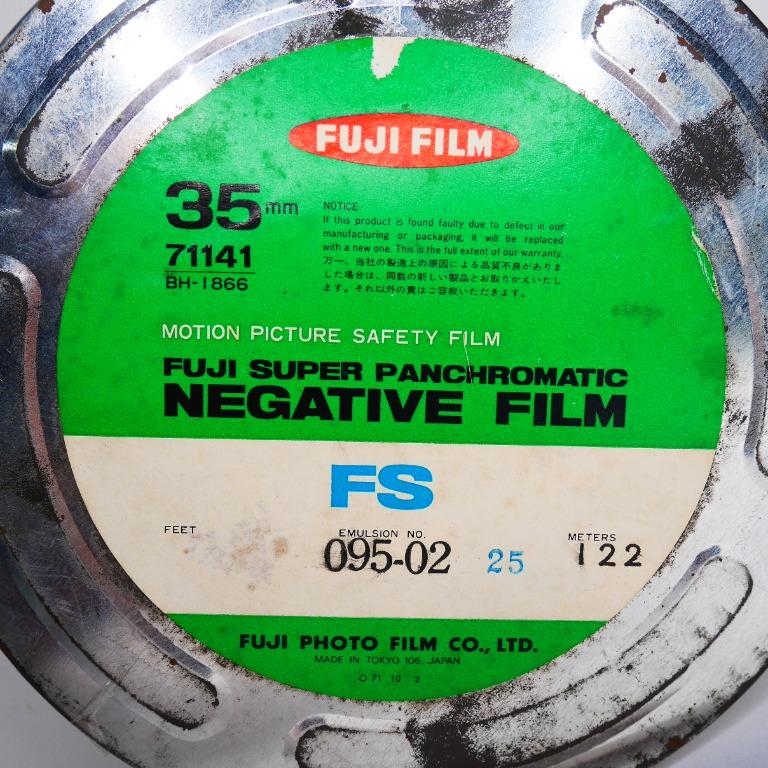 FUJI FILM
35 mm
71141
BH-1866
NOTICE
If this product is found faulty due to defect in our
manufacturing or packaging, it will be replaced
with a new one. This is the full extent of our warranty.
万一、当社の製造上の原因による品質不良がありま
した場合は、同数の新しい製品とお取りかえいたし
ます。それ以外の責はご容赦いただきます。
MOTION PICTURE SAFETY FILM
FUJI SUPER PANCHROMATIC
NEGATIVE FILM
FS
FEET
EMULSION NO.
095-02 25
METERS
122
FUJI PHOTO FILM CO., LTD.
MADE IN TOKYO 106, JAPAN
O 71 10 2